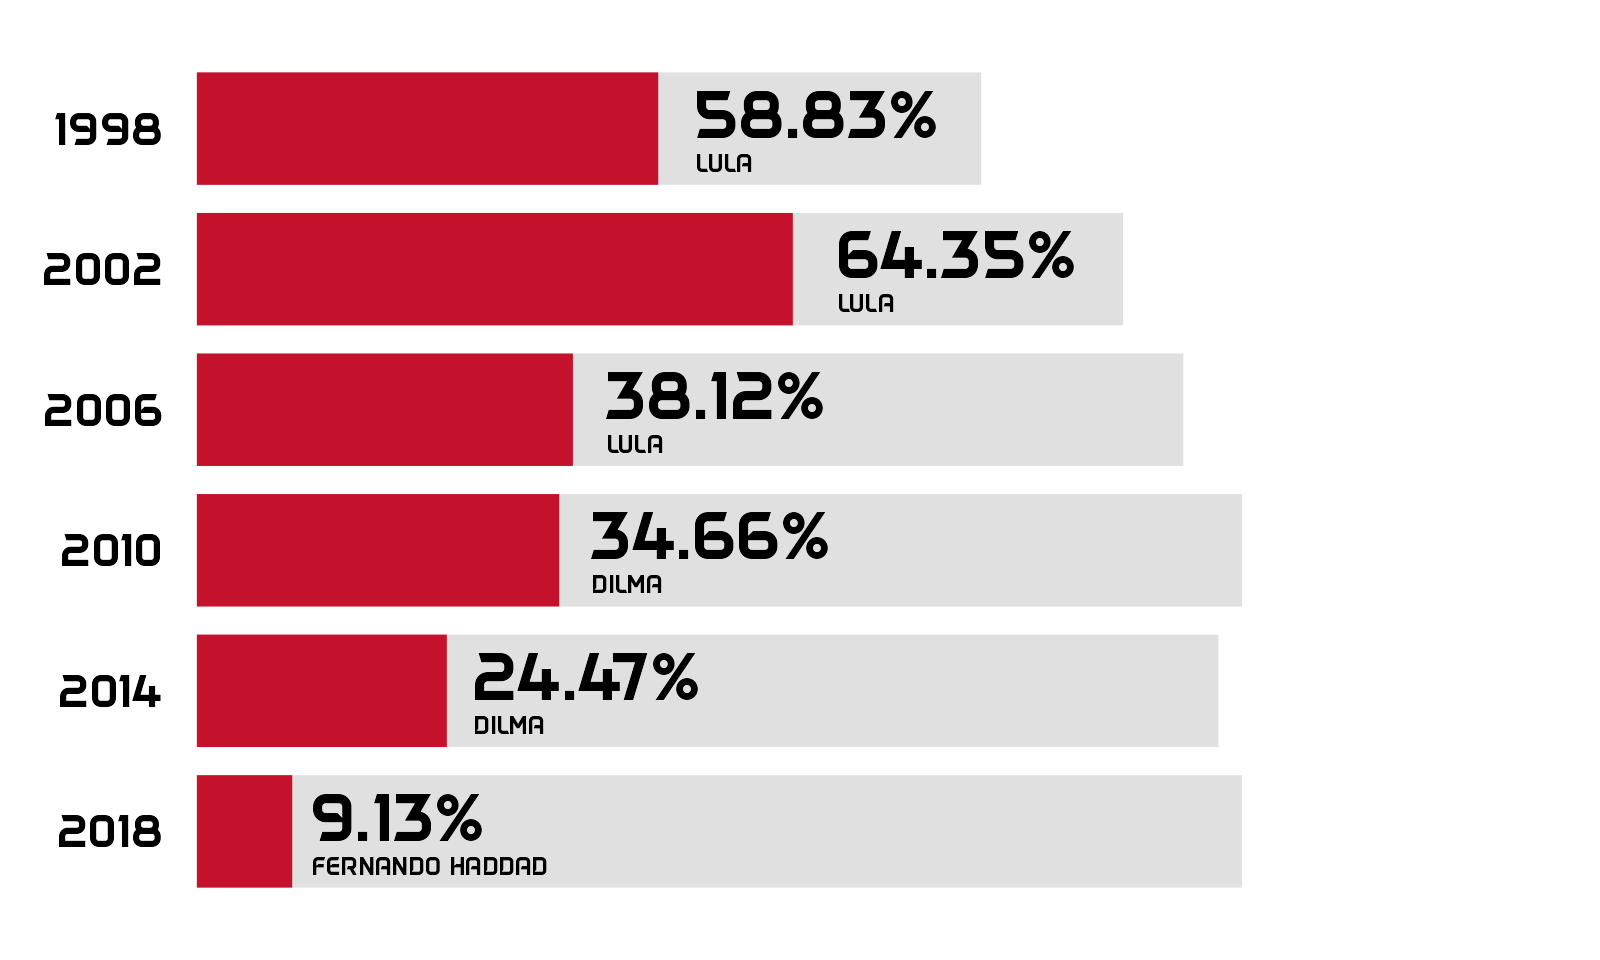 1998
58.83%
LULA
2002
64.35%
LULA
2006
38.12%
LULA
2010
34.66%
DILMA
2014
24.47%
DILMA
2018
9.13%
FERNANDO HADDAD